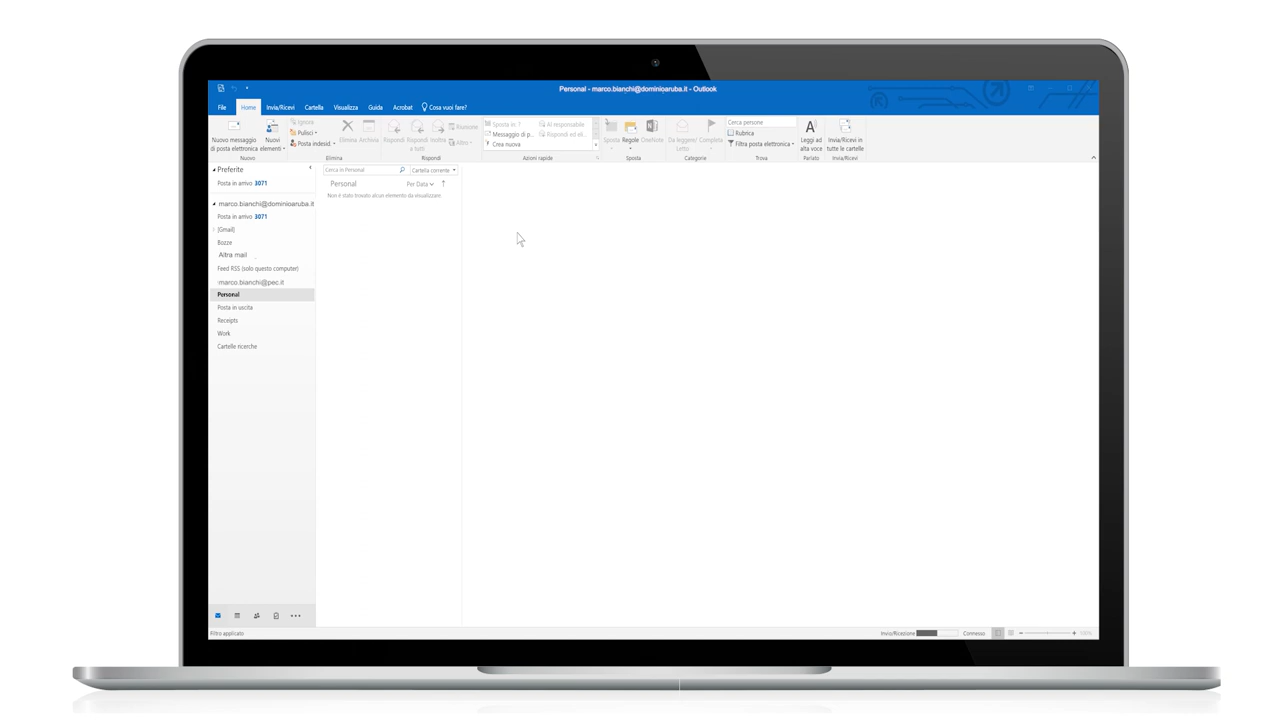 Personal - marco.bianchi@dominioaruba.it - Outlook
File Home Invia/Ricevi Cartella Visualizza Guida Acrobat Cosa vuoi fare?
Nuovo messaggio di posta elettronica
Nuovi elementi
Nuovo
Ignora
Pulisci
Posta indesid.
Elimina Archivia
Elimina
Rispondi Rispondi a tutti Inoltra
Riunione
Altro
Rispondi
Sposta in: ?
Messaggio di p...
Crea nuova
Al responsabile
Rispondi ed el...
Azioni rapide
Sposta Regole OneNote
Sposta
Da leggere/Letto
Completa
Categorie
Cerca persone
Rubrica
Filtra posta elettronica
Trova
Leggi ad alta voce
Parlato
Invia/Ricevi in tutte le cartelle
Invia/Ricevi
Preferite
Posta in arrivo 3071
marco.bianchi@dominioaruba.it
Posta in arrivo 3071
[Gmail]
Bozze
Altra mail
Feed RSS (solo questo computer)
marco.bianchi@pec.it
Personal
Posta in uscita
Receipts
Work
Cartelle ricerche
Cerca in Personal
Cartella corrente
Personal
Per Data
Non è stato trovato alcun elemento da visualizzare.
Filtro applicato
Invio/Ricezione
Connesso